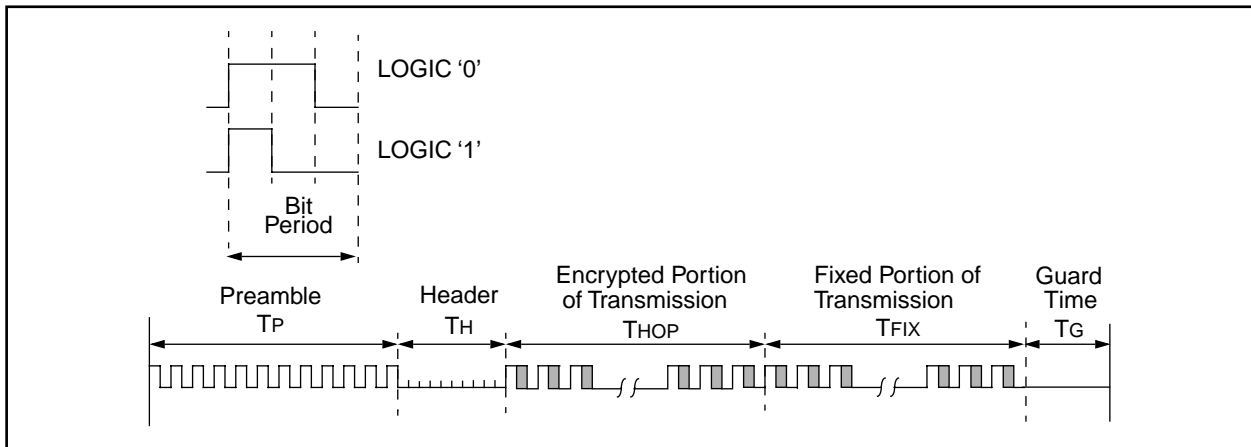 LOGIC ‘0’
LOGIC ‘1’
Bit
Period
Preamble
TP
Header
TH
Encrypted Portion
of Transmission
THOP
Fixed Portion of
Transmission
TFIX
Guard
Time
TG